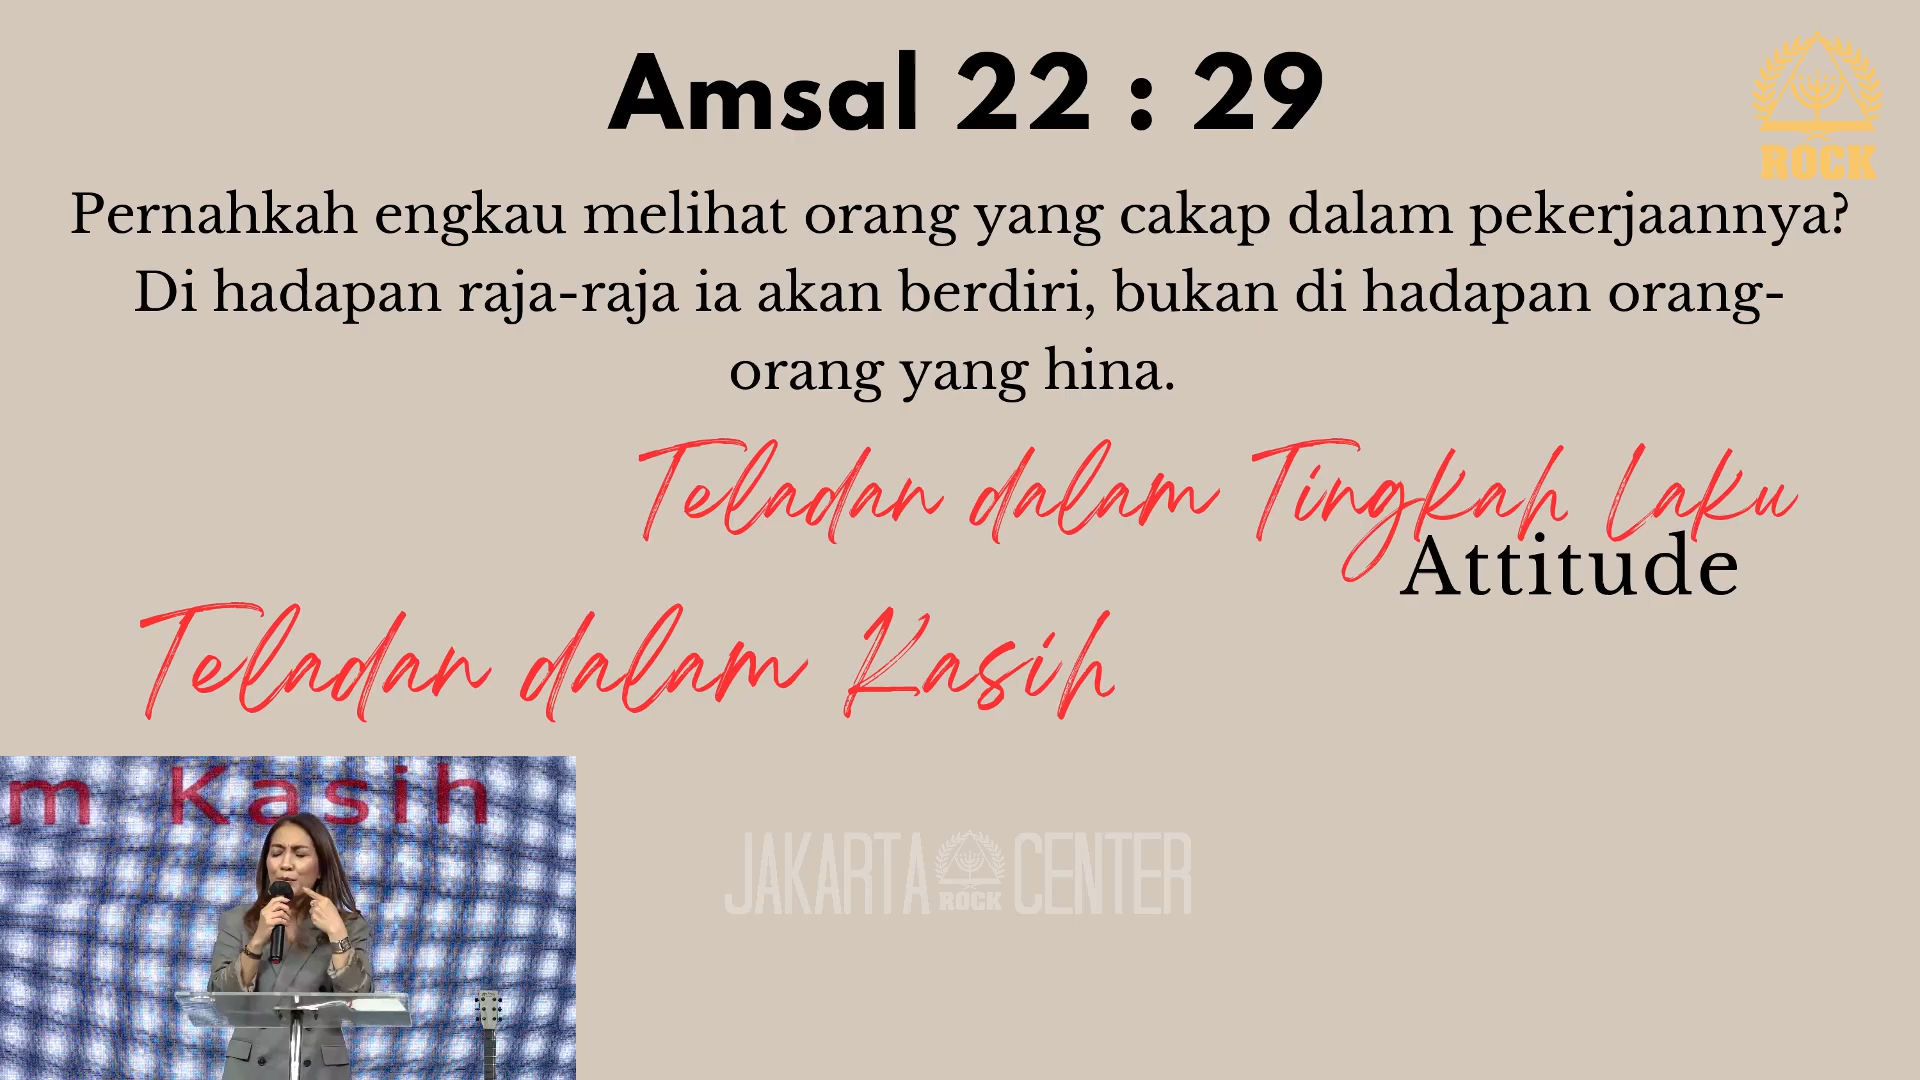 Amsal 22 : 29
ROCK
Pernahkah engkau melihat orang yang cakap dalam pekerjaannya?
Di hadapan raja-raja ia akan berdiri, bukan di hadapan orang-
orang yang hina.
Teladan dalam Tingkah Laku
Attitude
Teladan dalam Kasih
m Kasih
JAKARTA ROCK CENTER